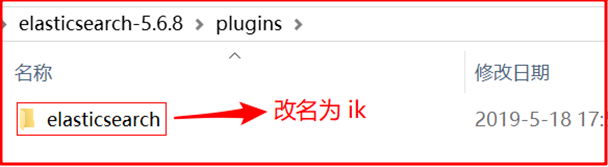 elasticsearch-5.6.8 > plugins >
名称 修改日期
elasticsearch 改名为 ik 2019-5-18 17: